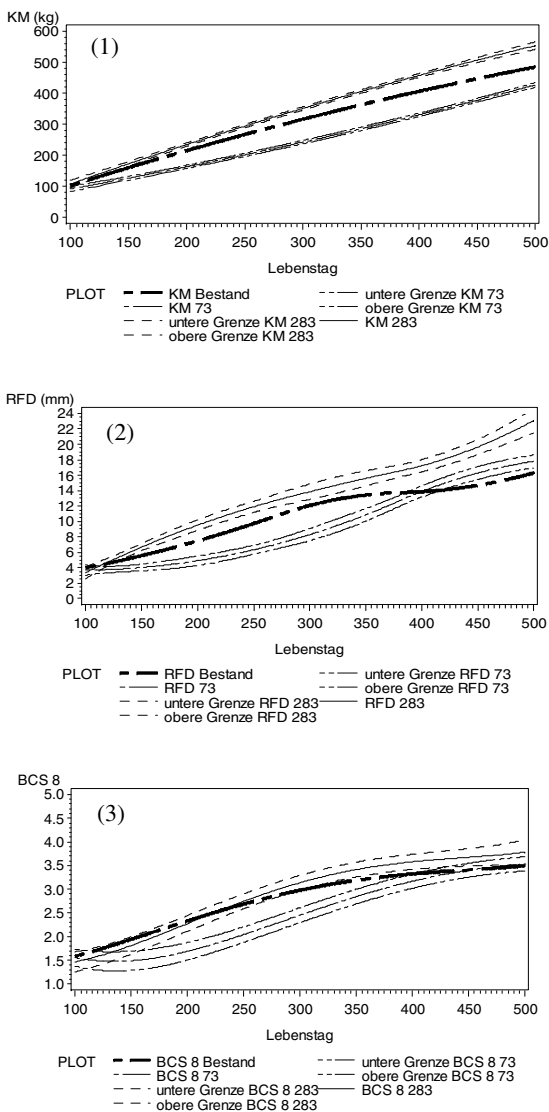 KM (kg)
(1)
600
500
400
300
200
100
0
100 150 200 250 300 350 400 450 500
Lebenstag
PLOT KM Bestand untere Grenze KM 73
KM 73 obere Grenze KM 73
untere Grenze KM 283 KM 283
obere Grenze KM 283
RFD (mm)
(2)
24
22
20
18
16
14
12
10
8
6
4
2
0
100 150 200 250 300 350 400 450 500
Lebenstag
PLOT RFD Bestand untere Grenze RFD 73
RFD 73 obere Grenze RFD 73
untere Grenze RFD 283 RFD 283
obere Grenze RFD 283
BCS 8
(3)
5.0
4.5
4.0
3.5
3.0
2.5
2.0
1.5
1.0
100 150 200 250 300 350 400 450 500
Lebenstag
PLOT BCS 8 Bestand untere Grenze BCS 8 73
BCS 8 73 obere Grenze BCS 8 73
untere Grenze BCS 8 283 BCS 8 283
obere Grenze BCS 8 283